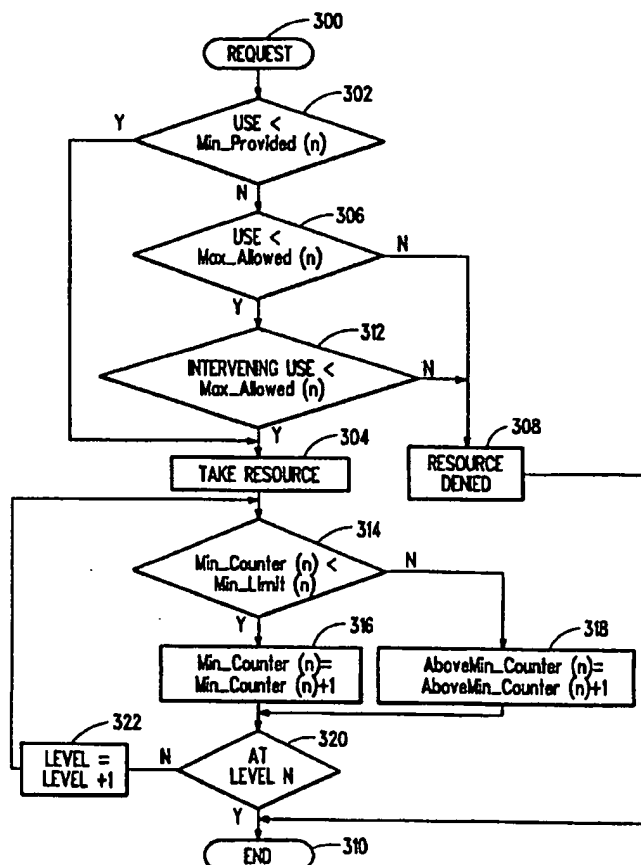 300
REQUEST
302
Y
USE <
Min_Provided (n)
N
306
USE <
Max_Allowed (n)
N
Y
312
INTERVENING USE <
Max_Allowed (n)
N
Y
304
308
TAKE RESOURCE
RESOURCE
DENIED
314
Min_Counter (n) <
Min_Limit (n)
N
Y
316
318
Min_Counter (n)=
Min_Counter (n)+1
AboveMin_Counter (n)=
AboveMin_Counter (n)+1
322
320
LEVEL =
LEVEL +1
N
AT
LEVEL N
Y
END
310